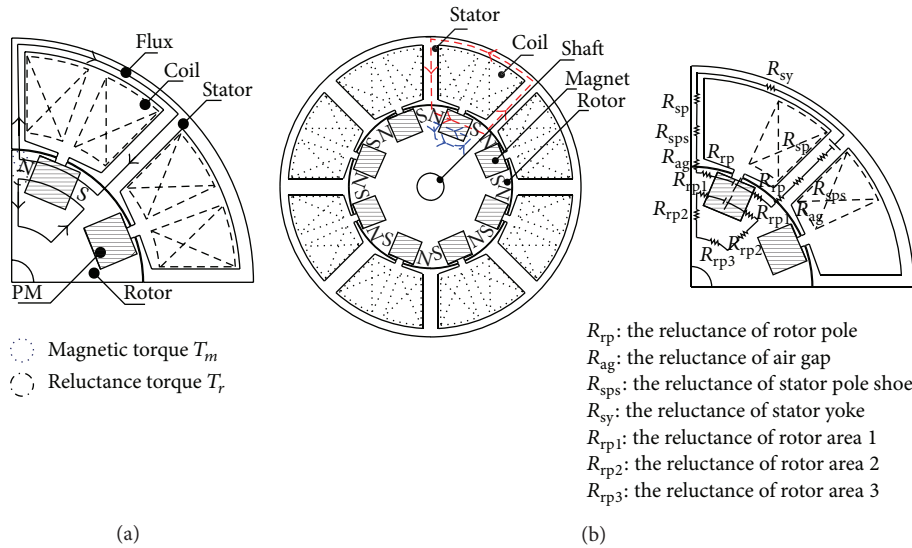 Flux
Coil
Stator
N
S
PM
Rotor
Magnetic torque T_m
Reluctance torque T_r
(a)
Stator
Coil
Shaft
Magnet
Rotor
S N
N S
S N
N S
S N
N S
S N
N S
R_sy
R_sp
R_sps
R_ag
R_rp
R_rp1
R_rp2
R_rp3
R_rp2
R_rp1
R_rp
R_sp
R_sps
R_ag
R_rp: the reluctance of rotor pole
R_ag: the reluctance of air gap
R_sps: the reluctance of stator pole shoe
R_sy: the reluctance of stator yoke
R_rp1: the reluctance of rotor area 1
R_rp2: the reluctance of rotor area 2
R_rp3: the reluctance of rotor area 3
(b)